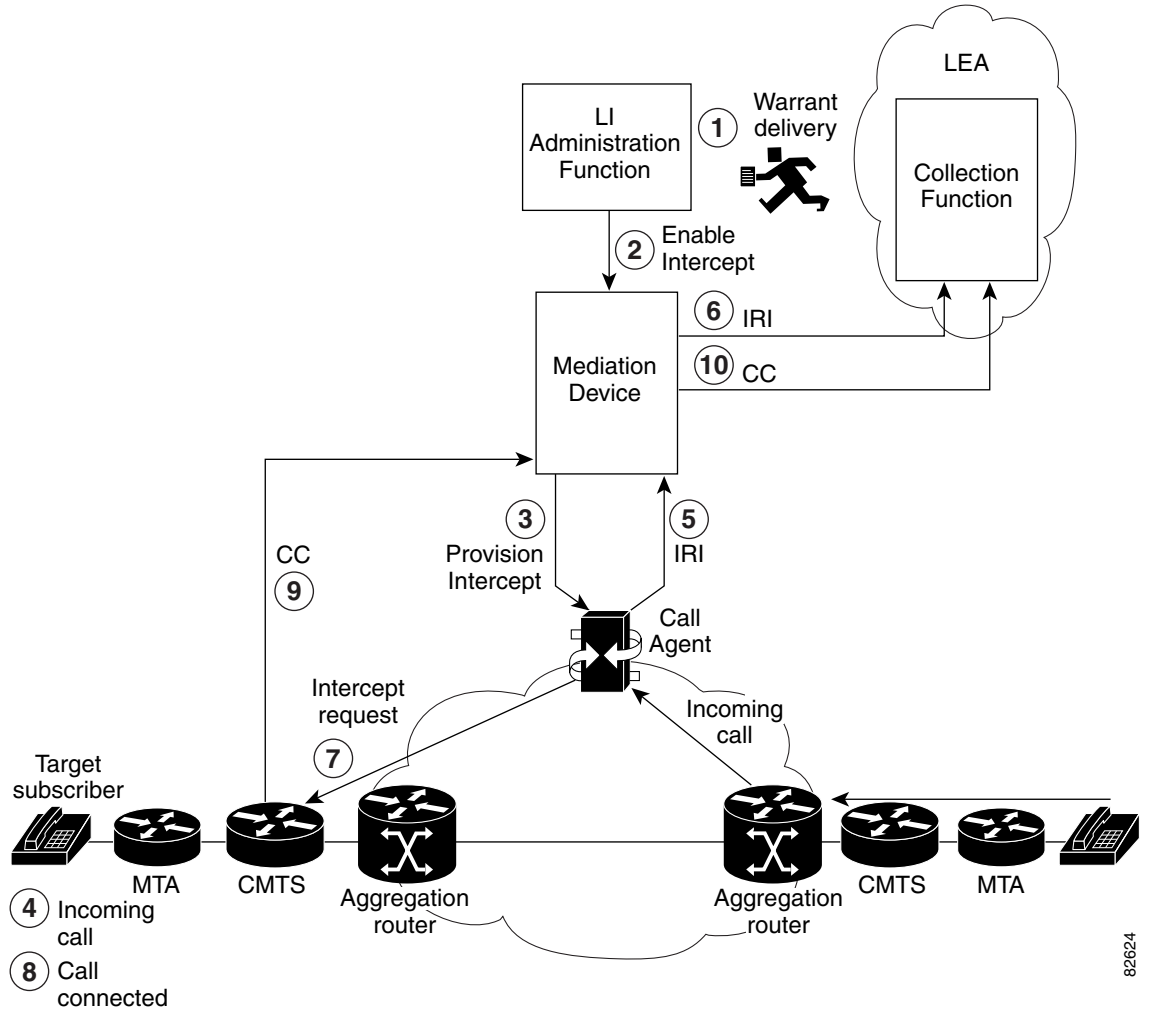 LEA
LI
Administration
Function
1
Warrant
delivery
Collection
Function
2
Enable
Intercept
6
IRI
10
CC
Mediation
Device
3
Provision
Intercept
5
IRI
CC
9
Call
Agent
Intercept
request
7
Incoming
call
Target
subscriber
MTA
CMTS
Aggregation
router
Aggregation
router
CMTS
MTA
4
Incoming
call
8
Call
connected
82624